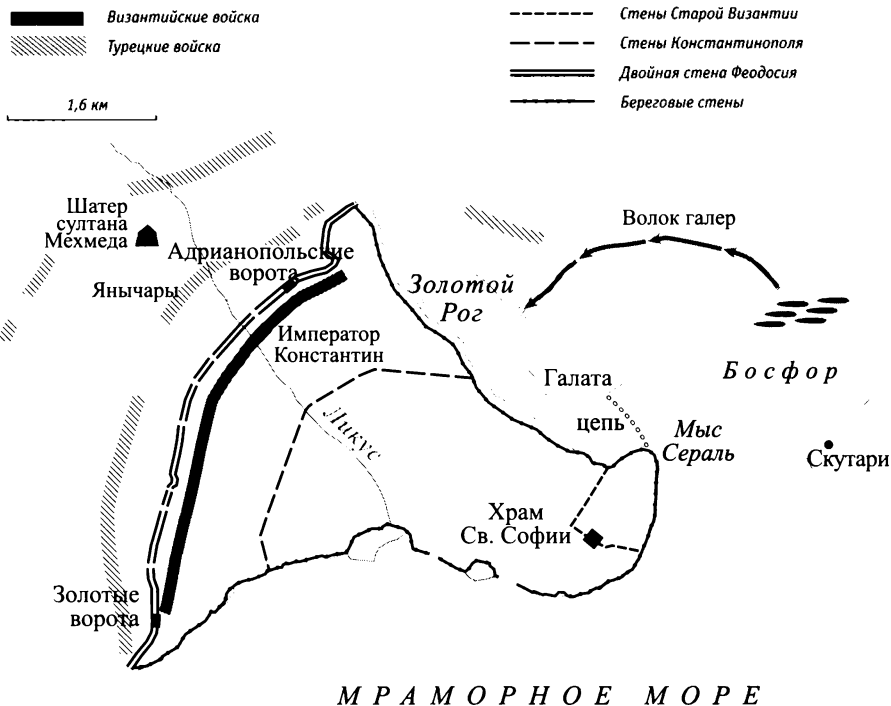 Византийские войска
Турецкие войска
1,6 км
Стены Старой Византии
Стены Константинополя
Двойная стена Феодосия
Береговые стены
Шатер
султана
Мехмеда
Адрианопольские
ворота
Янычары
Император
Константин
Золотой
Рог
Волок галер
Босфор
Галата
цепь
Мыс
Сераль
Скутари
Ликус
Храм
Св. Софии
Золотые
ворота
МРАМОРНОЕ МОРЕ